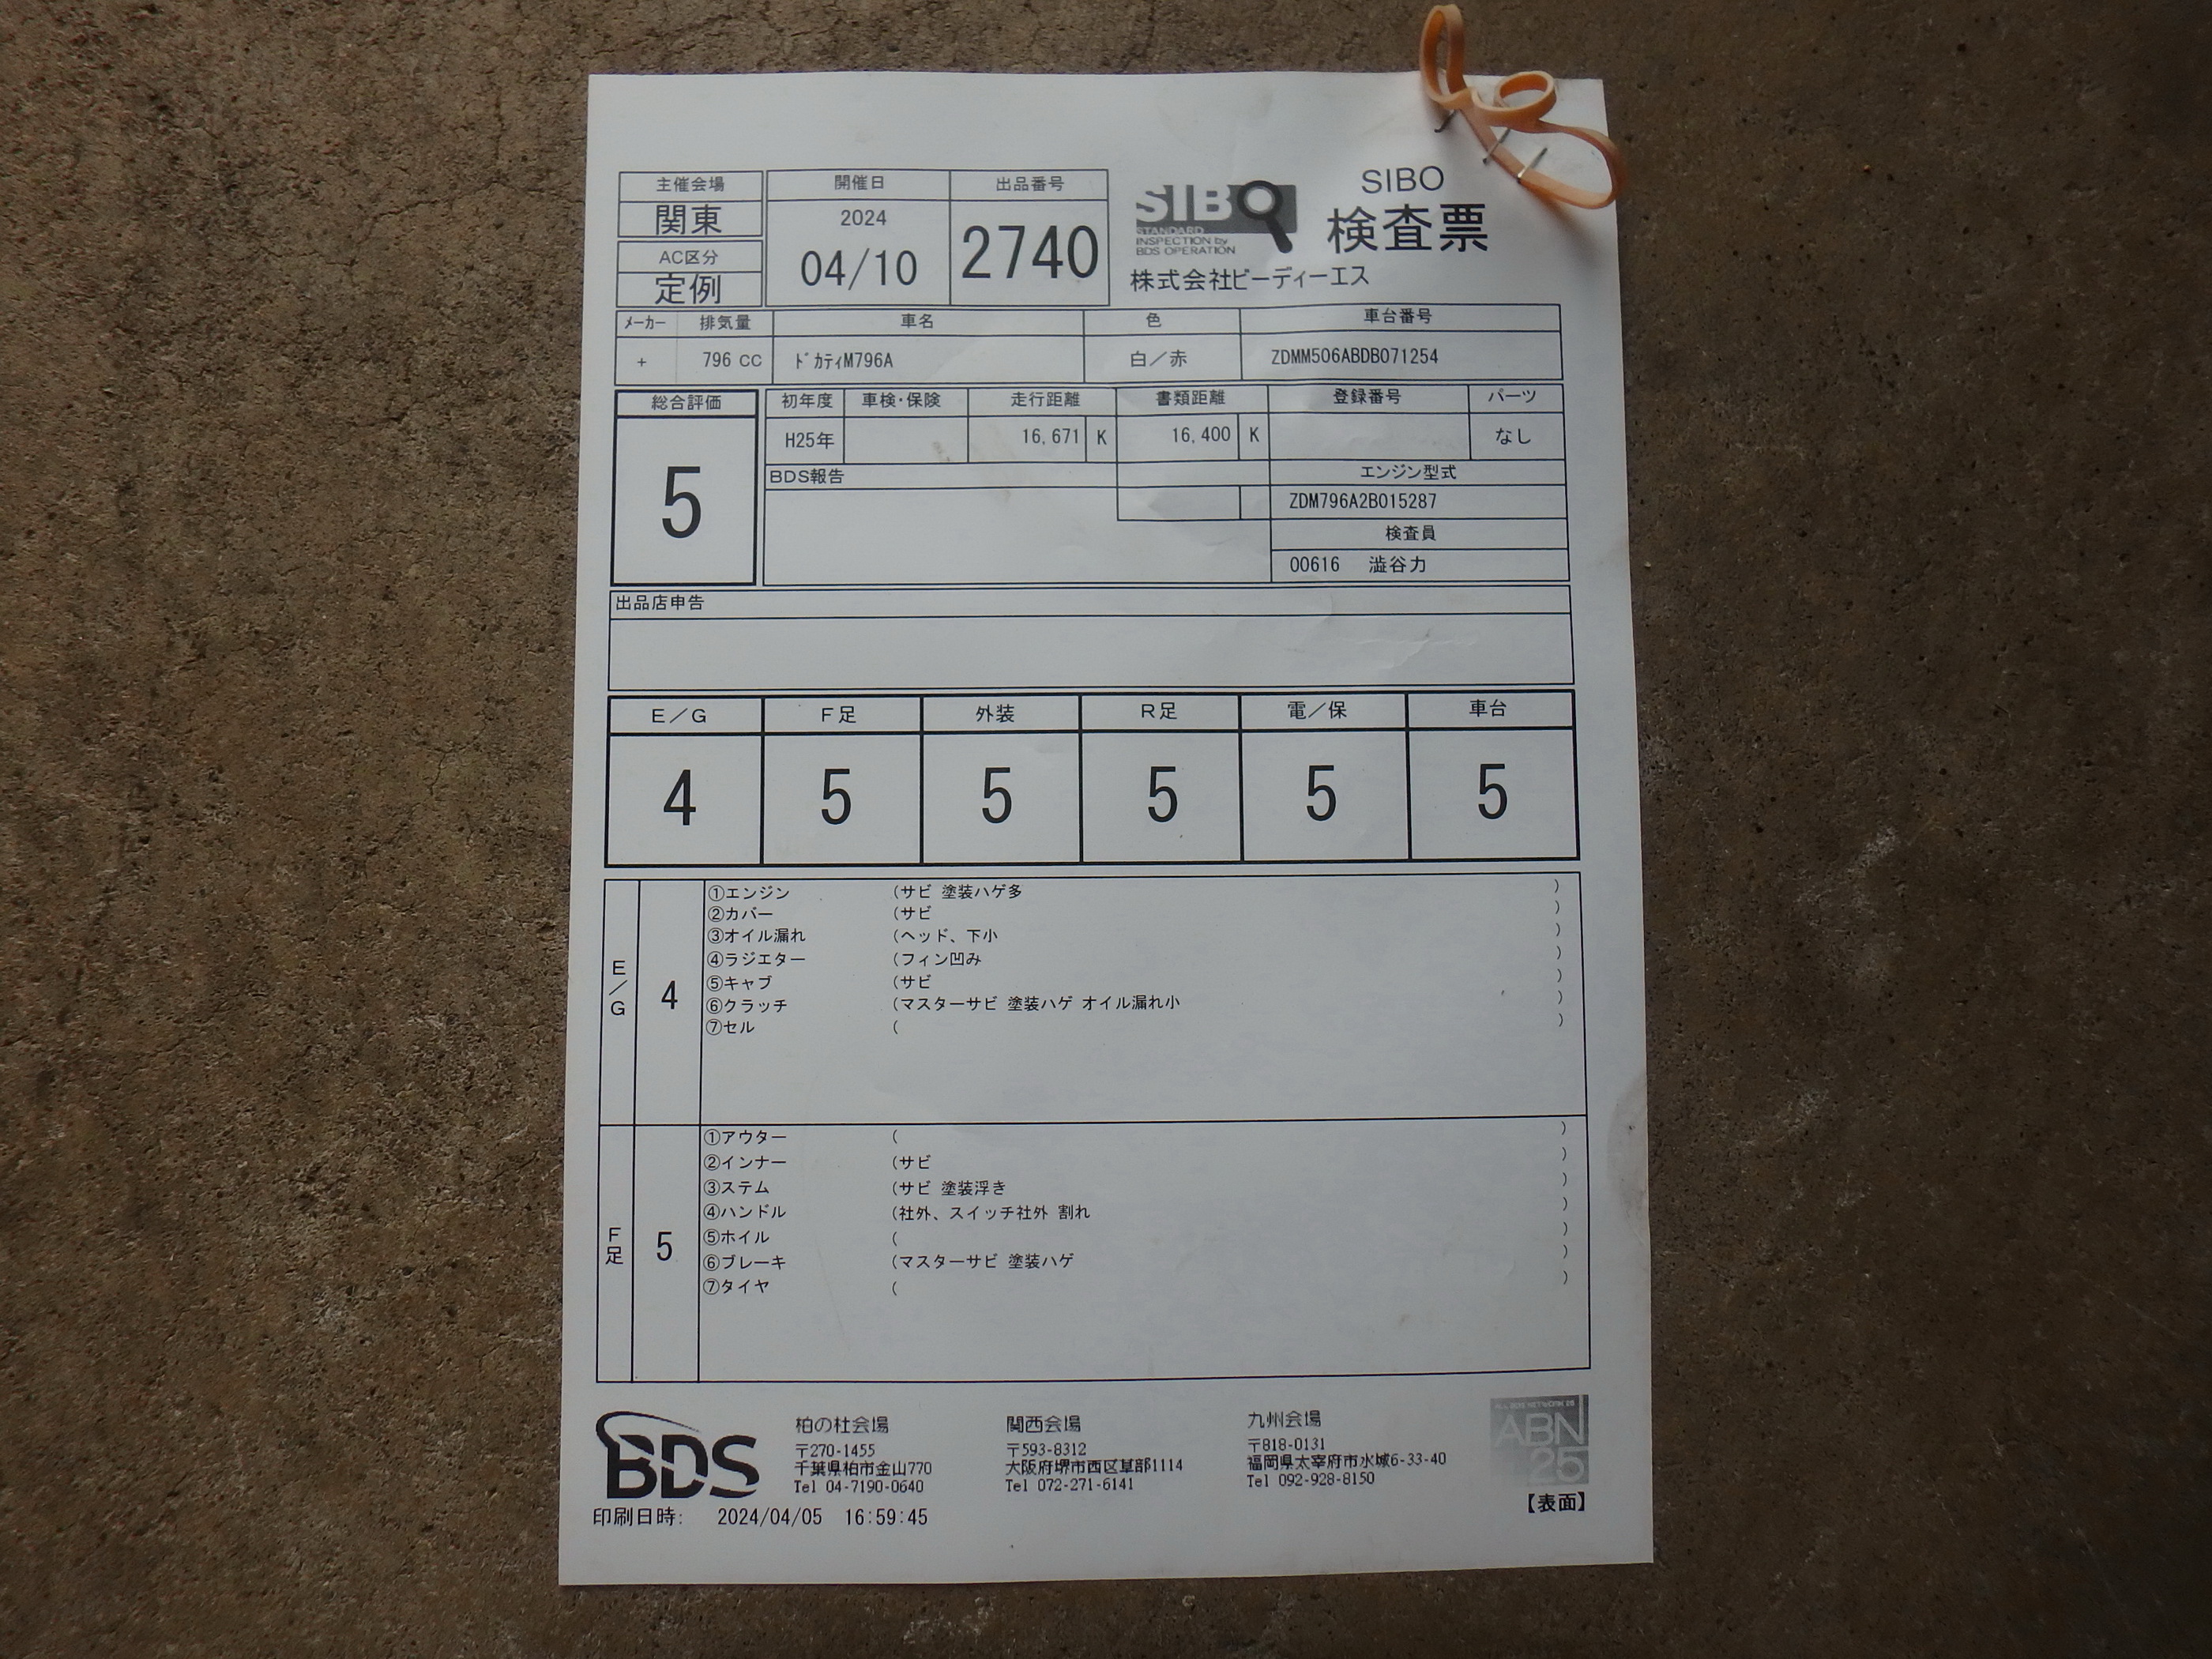 主催会場
関東
AC区分
定例
開催日
2024
04/10
出品番号
2740
SIBO
STANDARD
INSPECTION by
BDS OPERATION
SIBO
検査票
株式会社ビーディーエス
ﾒｰｶｰ 排気量 車名 色 車台番号
+ 796 CC ﾄﾞｶﾃｨM796A 白／赤 ZDMM506ABDB071254
総合評価
5
初年度 車検・保険 走行距離 書類距離 登録番号 パーツ
H25年 16,671 K 16,400 K なし
BDS報告
エンジン型式
ZDM796A2B015287
検査員
00616 澁谷力
出品店申告
E／G F足 外装 R足 電／保 車台
4 5 5 5 5 5
E／G
4
①エンジン (サビ 塗装ハゲ多 )
②カバー (サビ )
③オイル漏れ (ヘッド、下小 )
④ラジエター (フィン凹み )
⑤キャブ (サビ )
⑥クラッチ (マスターサビ 塗装ハゲ オイル漏れ小 )
⑦セル ( )
F足
5
①アウター ( )
②インナー (サビ )
③ステム (サビ 塗装浮き )
④ハンドル (社外、スイッチ社外 割れ )
⑤ホイル ( )
⑥ブレーキ (マスターサビ 塗装ハゲ )
⑦タイヤ (
BDS
柏の杜会場
〒270-1455
千葉県柏市金山770
Tel 04-7190-0640
関西会場
〒593-8312
大阪府堺市西区草部1114
Tel 072-271-6141
九州会場
〒818-0131
福岡県太宰府市水城6-33-40
Tel 092-928-8150
ABN
25
【表面】
印刷日時: 2024/04/05 16:59:45